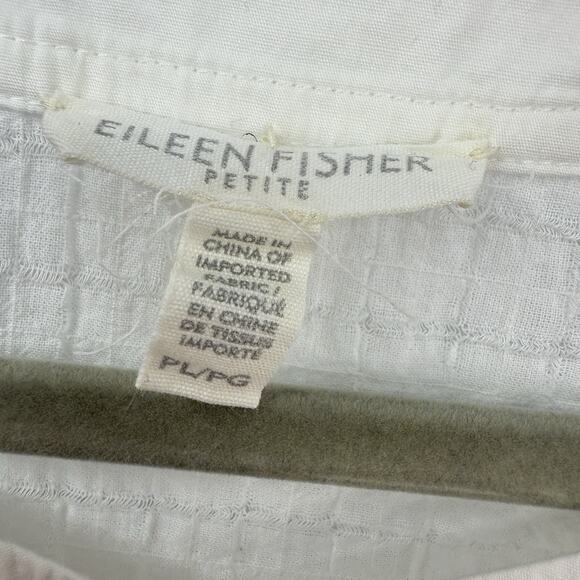 EILEEN FISHER
PETITE
MADE IN
CHINA OF
IMPORTED
FABRIC /
FABRIQUÉ
EN CHINE
DE TISSUS
IMPORTÉ
PL/PG